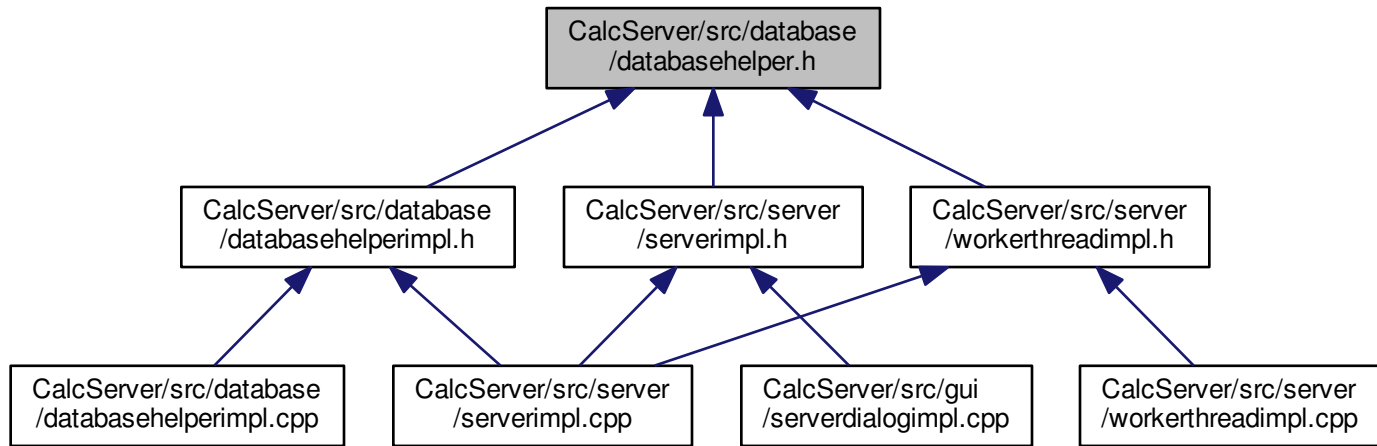 CalcServer/src/database
/databasehelper.h
CalcServer/src/database
/databasehelperimpl.h
CalcServer/src/server
/serverimpl.h
CalcServer/src/server
/workerthreadimpl.h
CalcServer/src/database
/databasehelperimpl.cpp
CalcServer/src/server
/serverimpl.cpp
CalcServer/src/gui
/serverdialogimpl.cpp
CalcServer/src/server
/workerthreadimpl.cpp